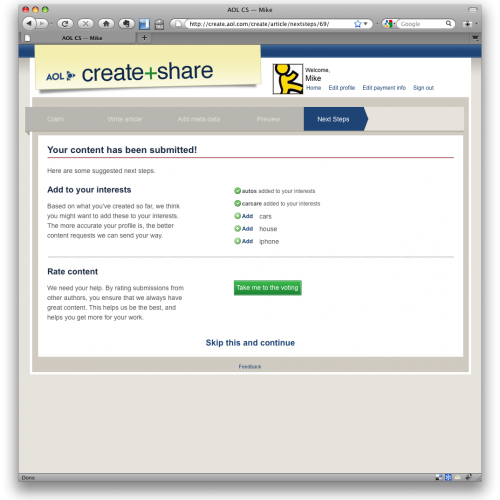 AOL CS — Mike
http://create.aol.com/create/article/nextsteps/69/
Google
AOL CS — Mike
AOL create+share
Welcome,
Mike
Home Edit profile Edit payment info Sign out
Claim Write article Add meta data Preview Next Steps
Your content has been submitted!
Here are some suggested next steps.
Add to your interests
Based on what you've created so far, we think
you might want to add these to your interests.
The more accurate your profile is, the better
content requests we can send your way.
autos added to your interests
carcare added to your interests
Add cars
Add house
Add iphone
Rate content
We need your help. By rating submissions from
other authors, you ensure that we always have
great content. This helps us be the best, and
helps you get more for your work.
Take me to the voting
Skip this and continue
Feedback
Done